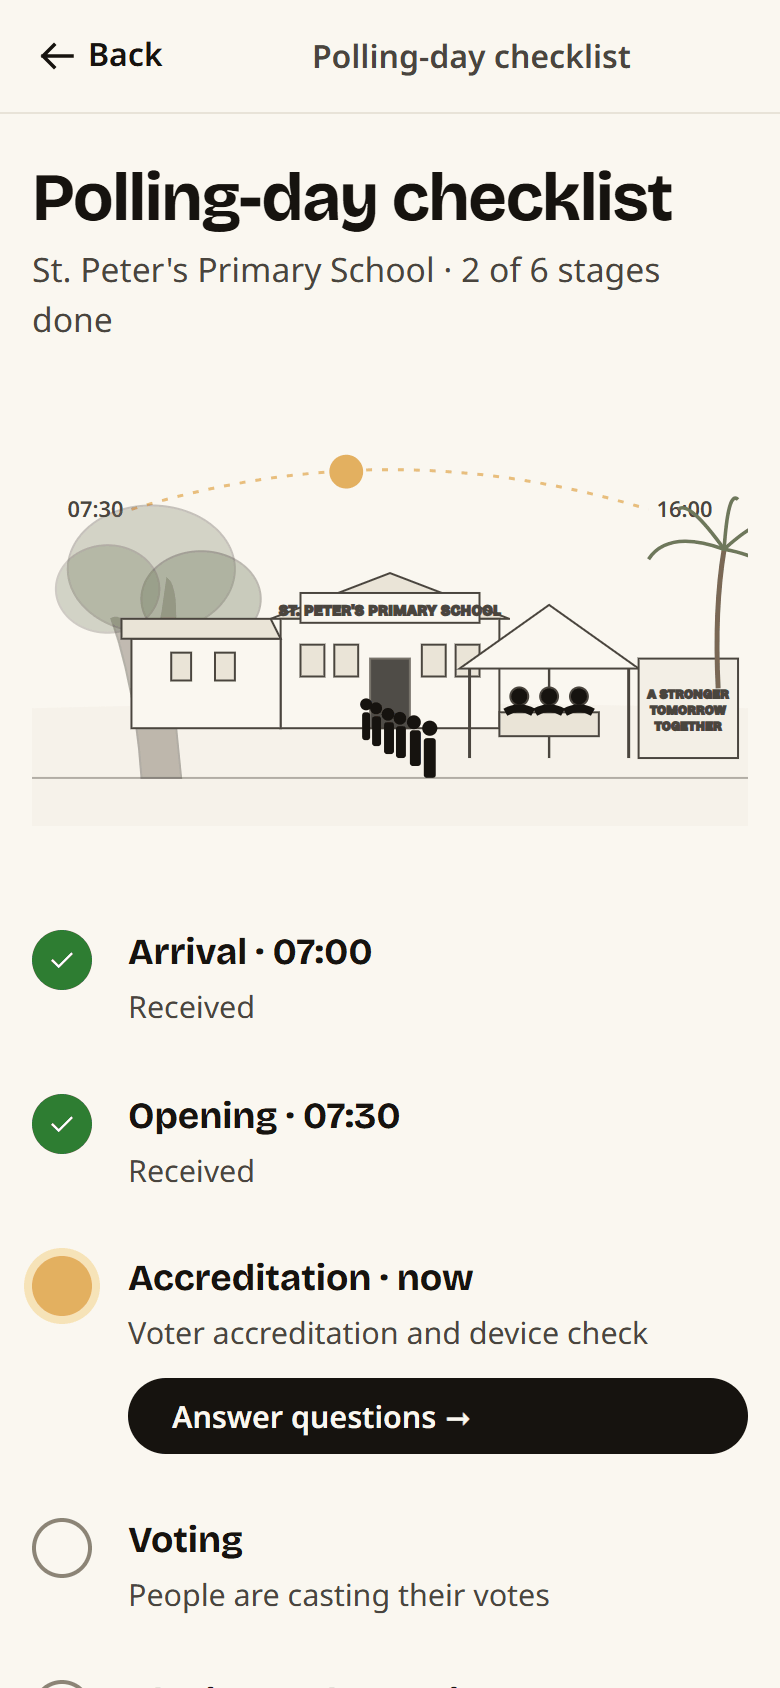 ← Back
Polling-day checklist
Polling-day checklist
St. Peter's Primary School · 2 of 6 stages
done
07:30
16:00
ST. PETER'S PRIMARY SCHOOL
A STRONGER
TOMORROW
TOGETHER
Arrival · 07:00
Received
Opening · 07:30
Received
Accreditation · now
Voter accreditation and device check
Answer questions →
Voting
People are casting their votes